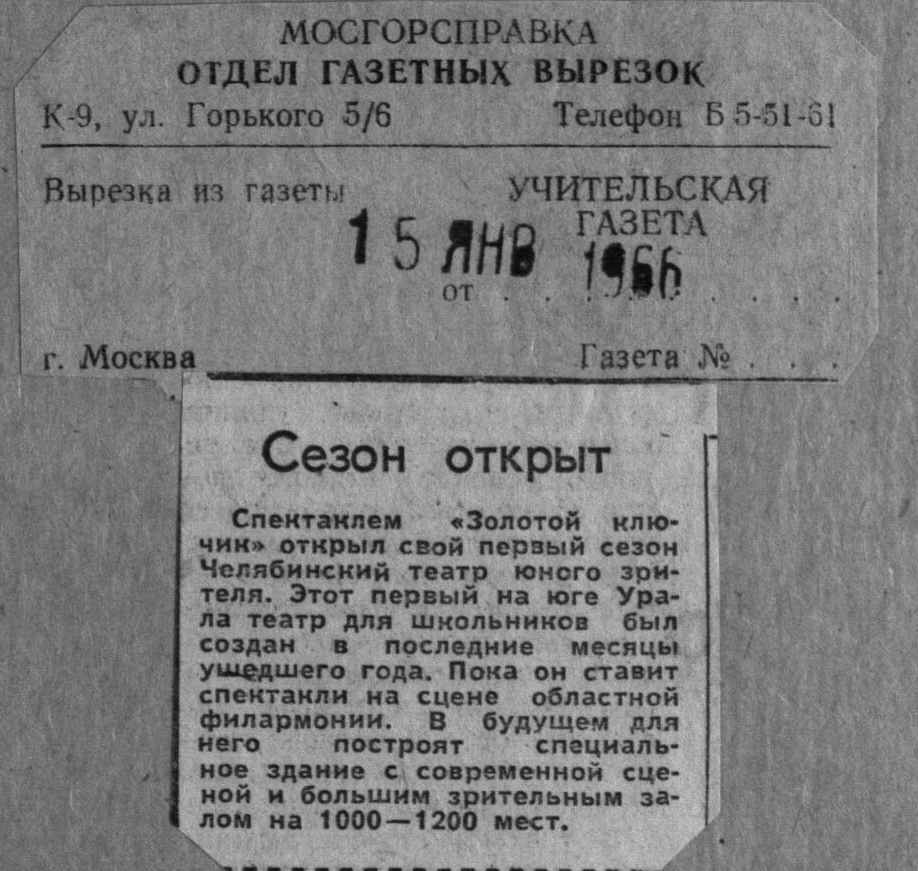 МОСГОРСПРАВКА
ОТДЕЛ ГАЗЕТНЫХ ВЫРЕЗОК
К-9, ул. Горького 5/6 Телефон Б 5-51-61
Вырезка из газеты УЧИТЕЛЬСКАЯ
ГАЗЕТА
15 ЯНВ 1966
от . . . . . . . . .
г. Москва Газета № . . .
Сезон открыт
Спектаклем «Золотой клю-
чик» открыл свой первый сезон
Челябинский театр юного зри-
теля. Этот первый на юге Ура-
ла театр для школьников был
создан в последние месяцы
ушедшего года. Пока он ставит
спектакли на сцене областной
филармонии. В будущем для
него построят специаль-
ное здание с современной сце-
ной и большим зрительным за-
лом на 1000—1200 мест.